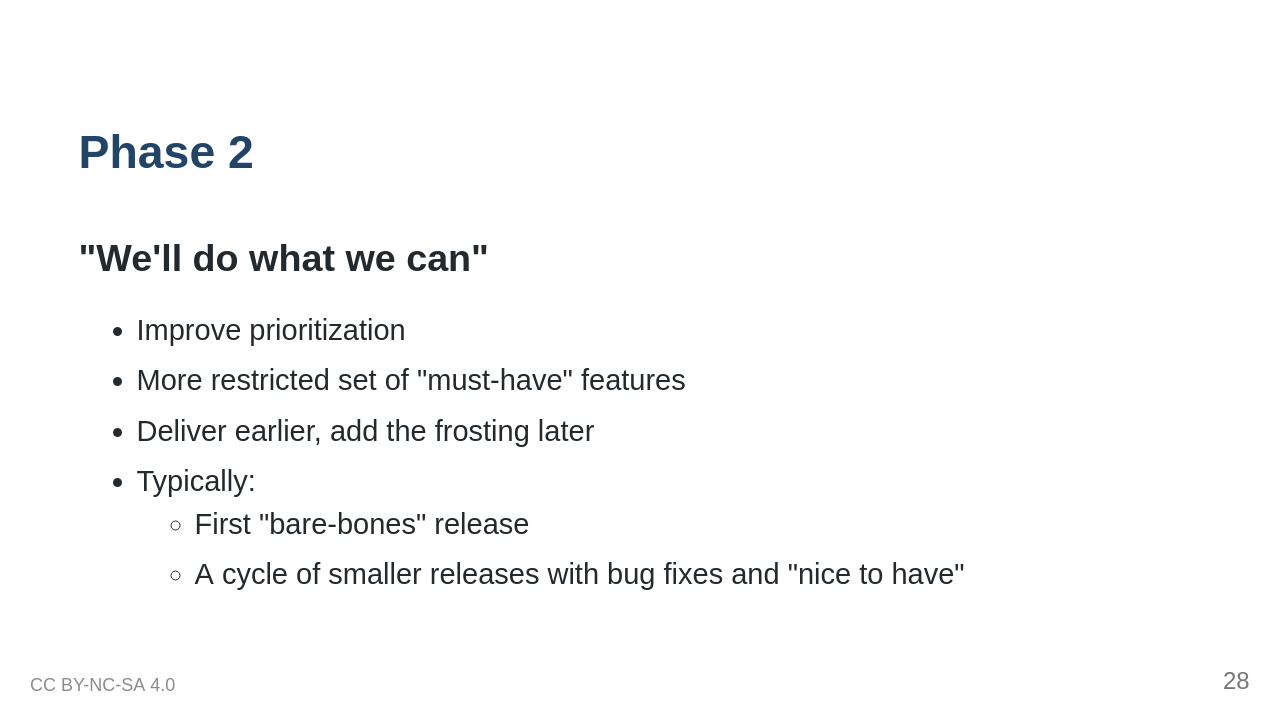 Phase 2
"We'll do what we can"
Improve prioritization
More restricted set of "must-have" features
Deliver earlier, add the frosting later
Typically:
First "bare-bones" release
A cycle of smaller releases with bug fixes and "nice to have"
CC BY-NC-SA 4.0
28